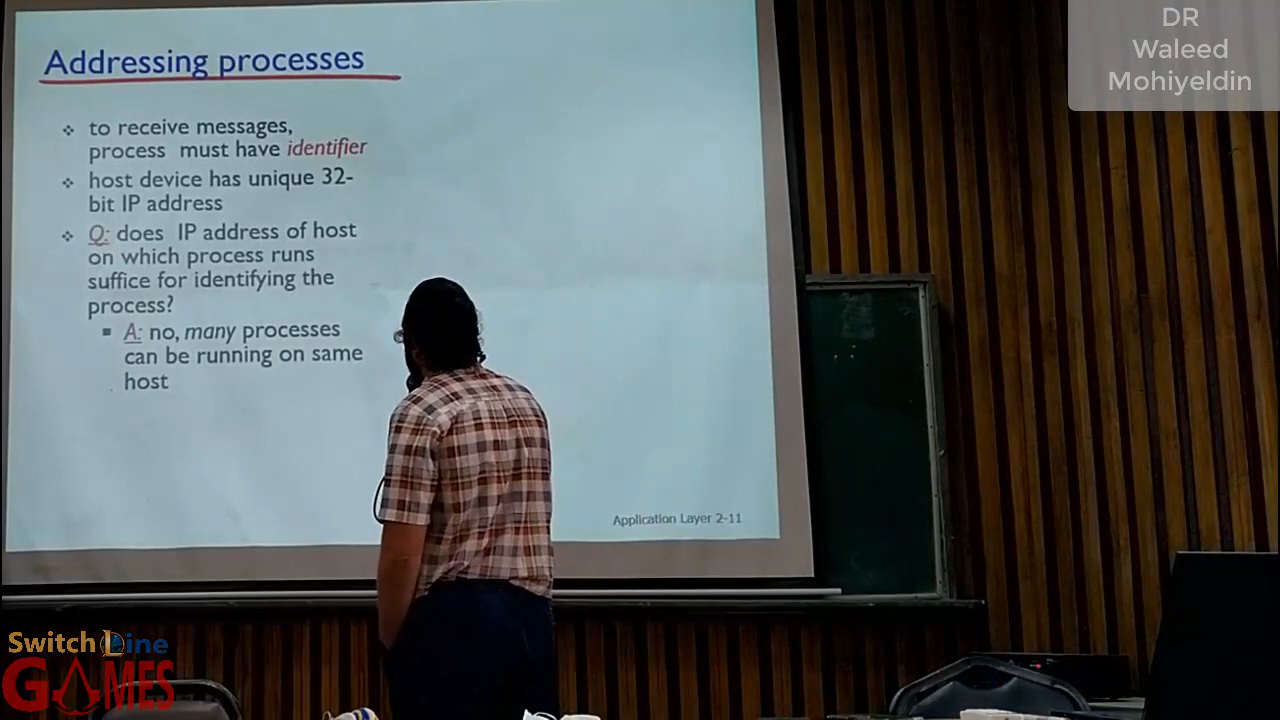 DR
Waleed
Mohiyeldin
Addressing processes
to receive messages,
process must have identifier
host device has unique 32-
bit IP address
Q: does IP address of host
on which process runs
suffice for identifying the
process?
A: no, many processes
can be running on same
host
Application Layer 2-11
Switch Line
GAMES